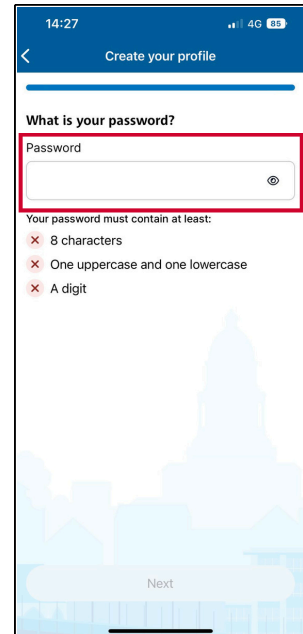 14:27
4G 85
Create your profile
What is your password?
Password
Your password must contain at least:
8 characters
One uppercase and one lowercase
A digit
Next